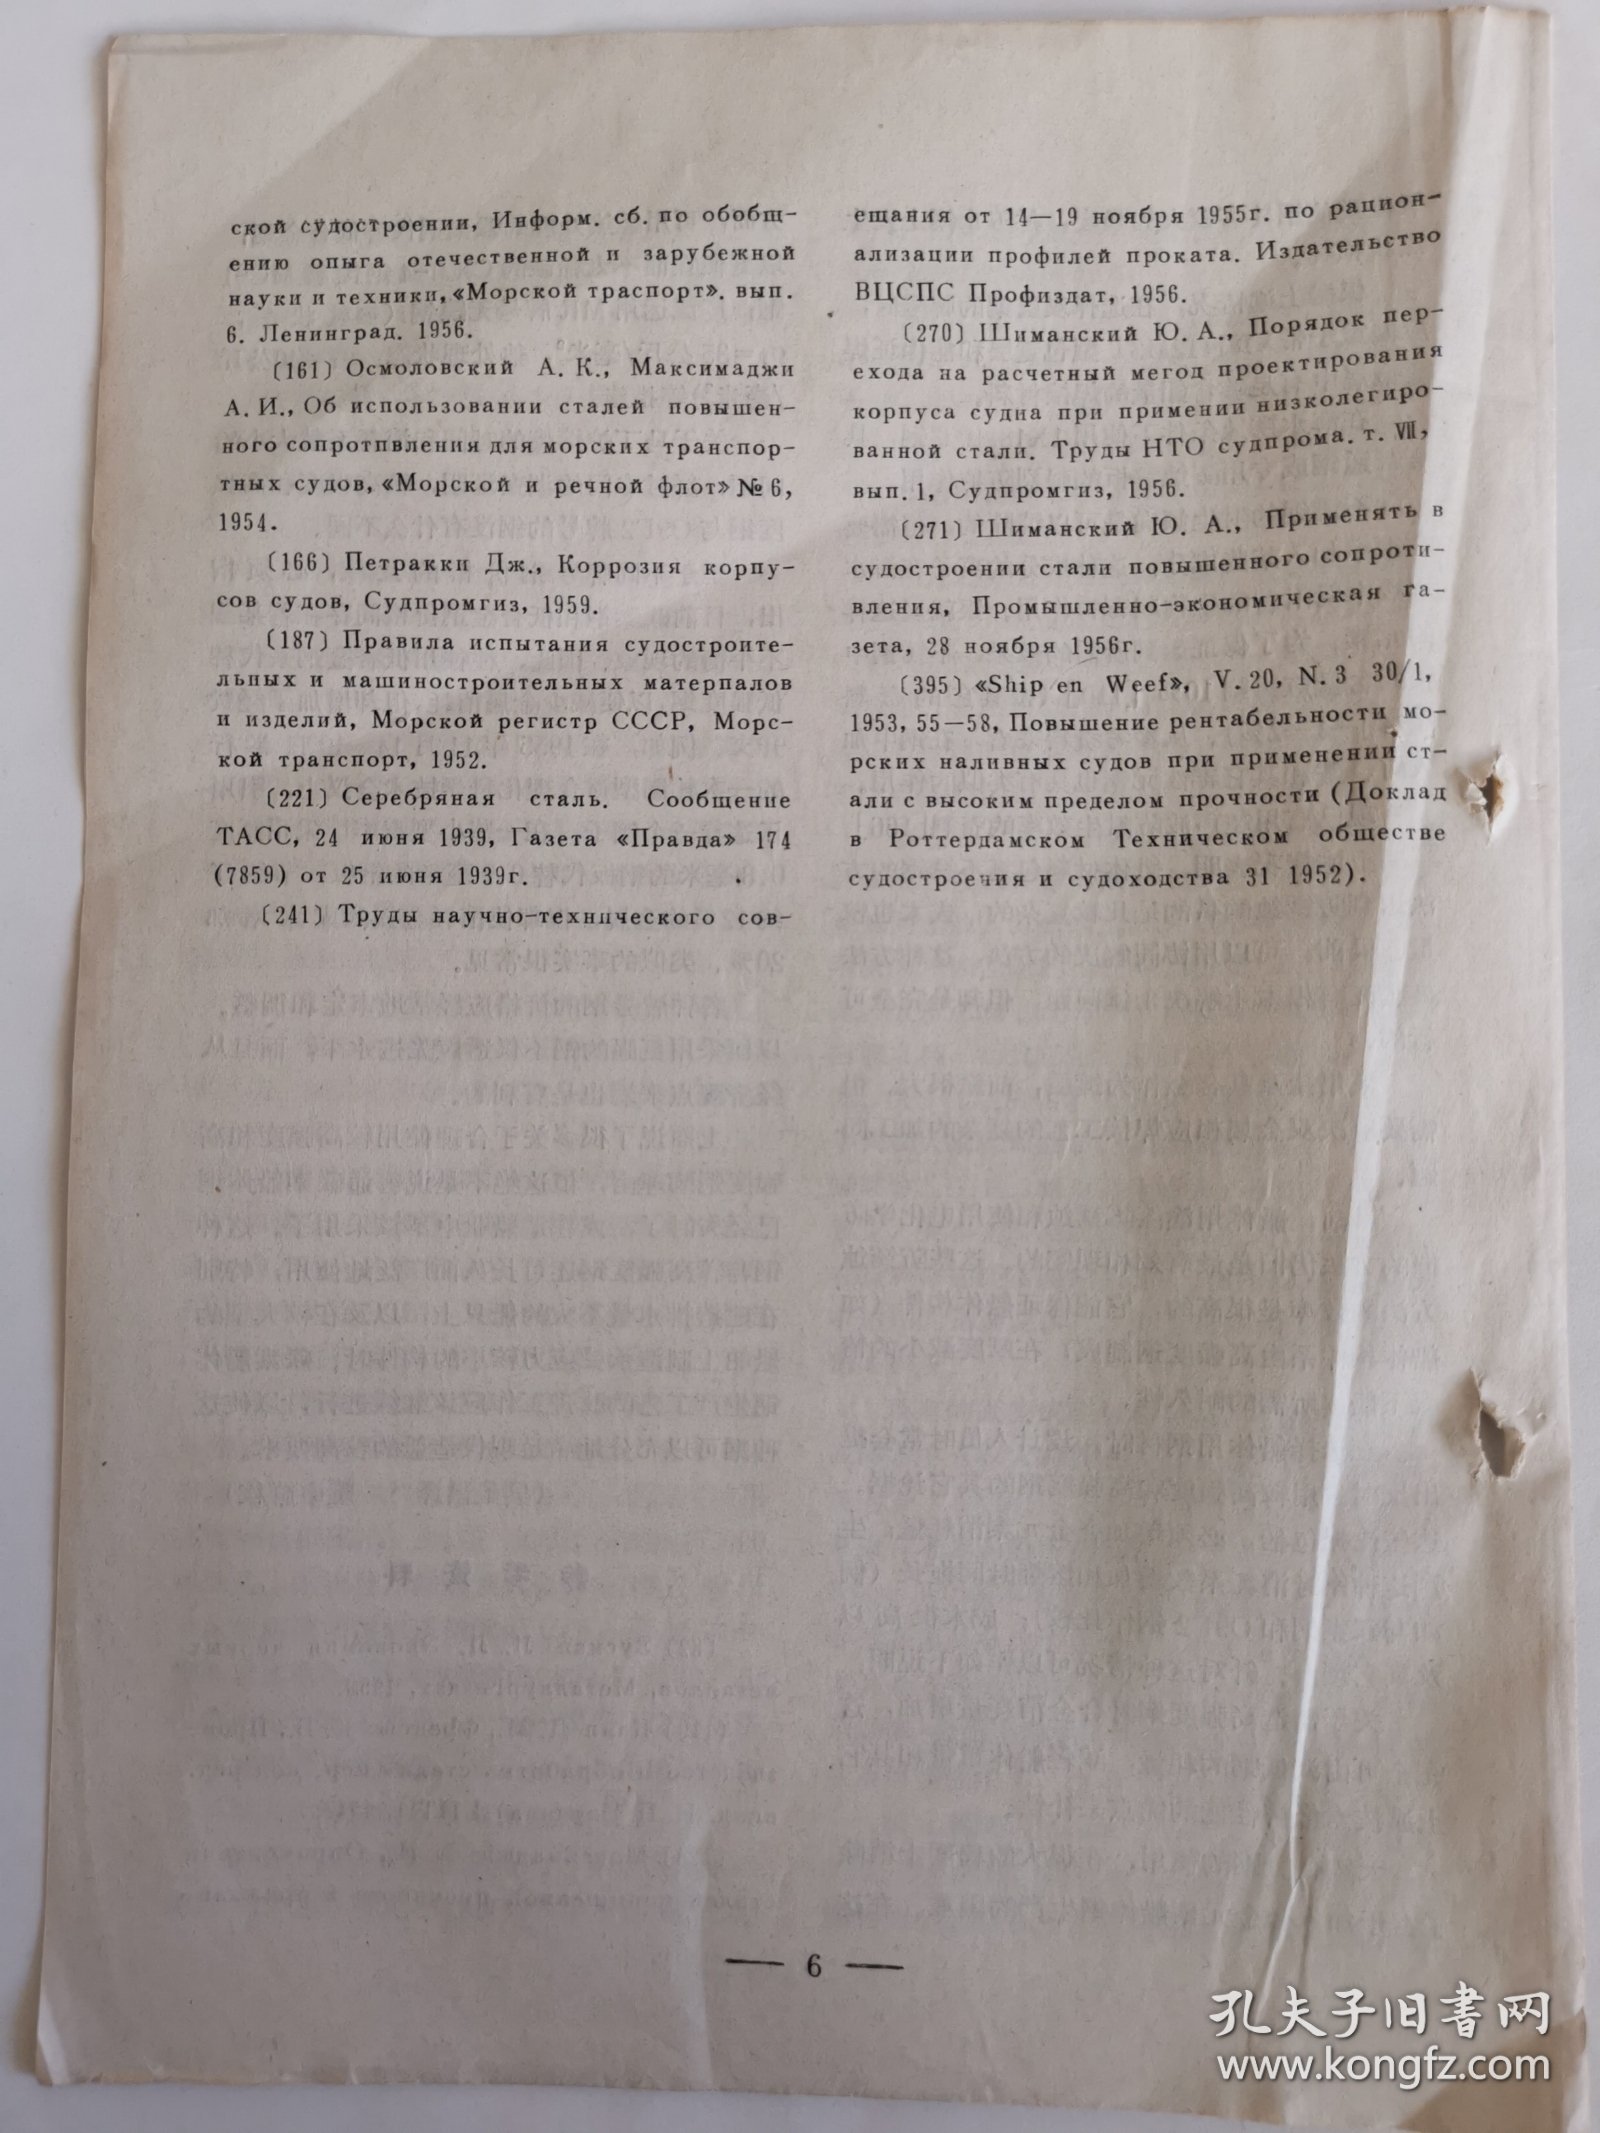 ской судостроении, Информ. сб. по обобщ-
ению опыга отечественной и зарубежной
науки и техники, «Морской траспорт». вып.
6. Ленинград. 1956.
(161) Осмоловский А. К., Максимаджи
А. И., Об использовании сталей повышен-
ного сопротпвления для морских транспор-
тных судов, «Морской и речной флот» № 6,
1954.
(166) Петракки Дж., Коррозия корпу-
сов судов, Судпромгиз, 1959.
(187) Правила испытания судостроите-
льных и машиностроительных матерпалов
и изделий, Морской регистр СССР, Морс-
кой транспорт, 1952.
(221) Серебряная сталь. Сообщение
ТАСС, 24 июня 1939, Газета «Правда» 174
(7859) от 25 июня 1939г.
(241) Труды научно-технического сов-
ещания от 14—19 ноября 1955г. по рацион-
ализации профилей проката. Издательство
ВЦСПС Профиздат, 1956.
(270) Шиманский Ю. А., Порядок пер-
ехода на расчетный мегод проектирования
корпуса судна при примении низколегиро-
ванной стали. Труды НТО судпрома. т. Ⅶ,
вып. 1, Судпромгиз, 1956.
(271) Шиманский Ю. А., Применять в
судостроении стали повышенного сопроти-
вления, Промышленно-экономическая га-
зета, 28 ноября 1956г.
(395) «Ship en Weef», V. 20, N. 3 30/1,
1953, 55—58, Повышение рентабельности мо-
рских наливных судов при применении ст-
али с высоким пределом прочности (Доклад
в Роттердамском Техническом обществе
судостроения и судоходства 31 1952).
— 6 —
孔夫子旧书网
www.kongfz.com